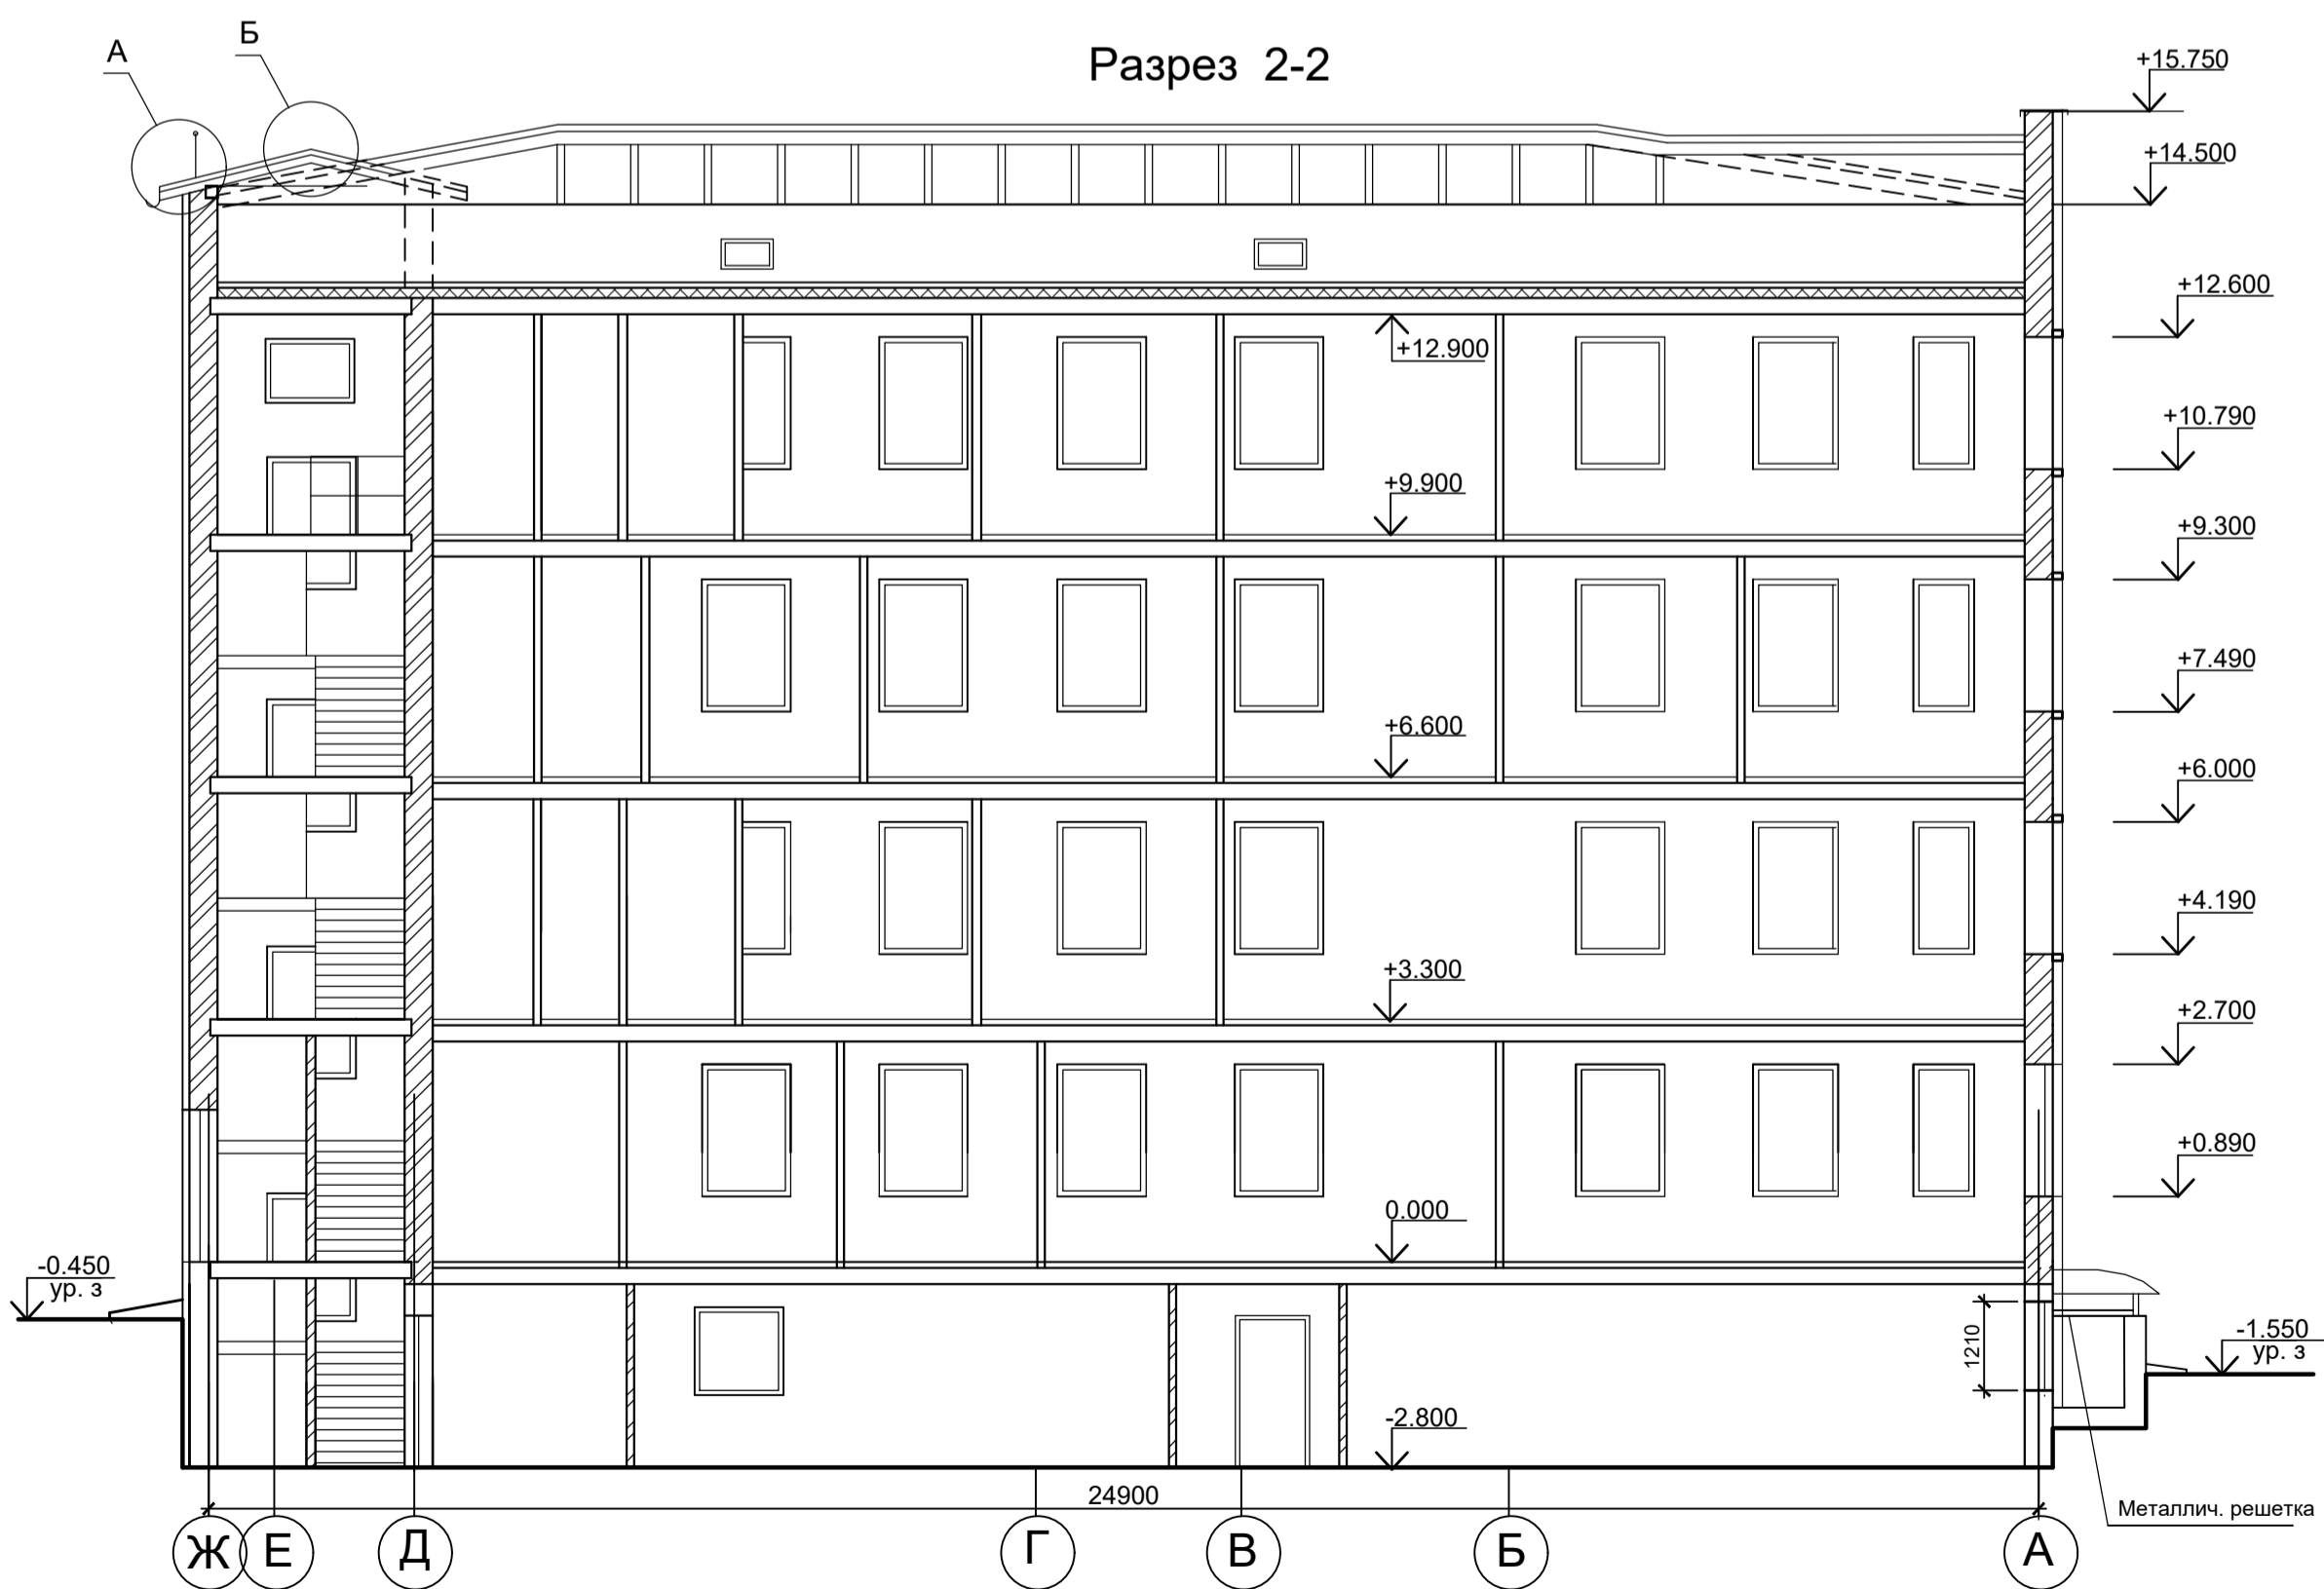 Разрез 2-2
А
Б
+15.750
+14.500
+12.600
+12.900
+10.790
+9.900
+9.300
+7.490
+6.600
+6.000
+4.190
+3.300
+2.700
+0.890
0.000
-0.450
ур. з
-1.550
ур. з
1210
-2.800
24900
Металлич. решетка
Ж
Е
Д
Г
В
Б
А